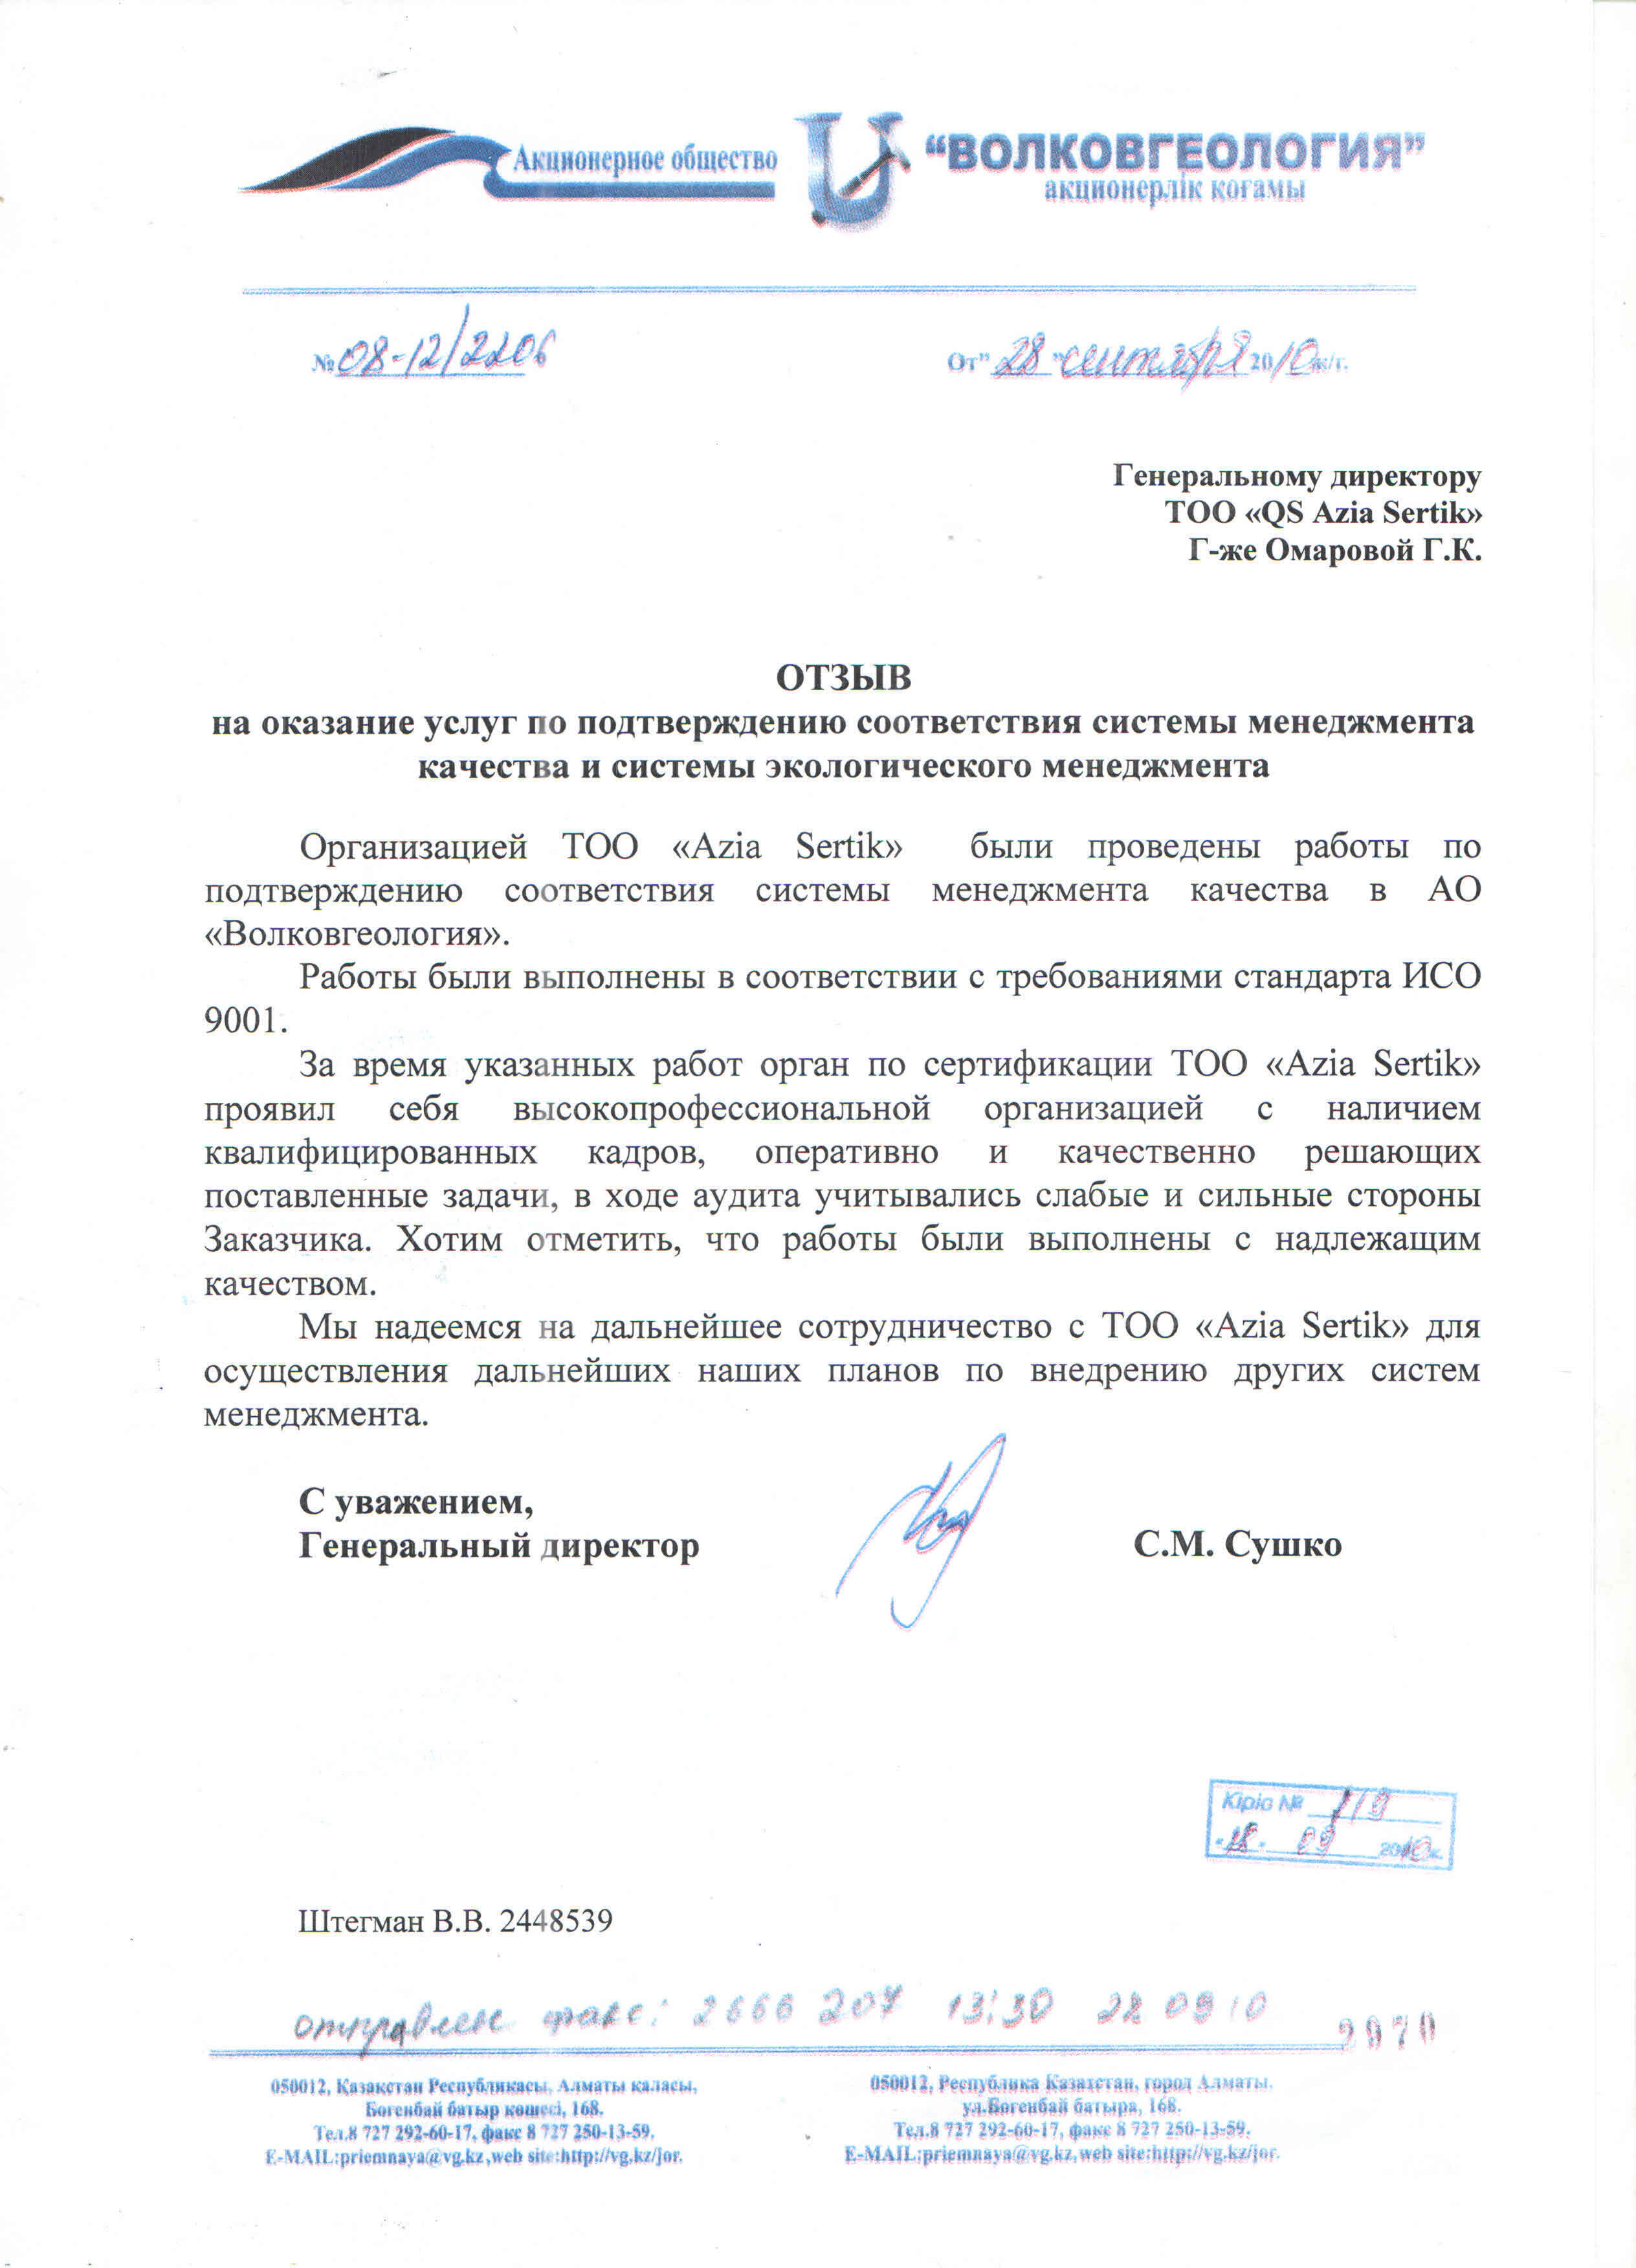 Акционерное общество “ВОЛКОВГЕОЛОГИЯ”
акционерлік қоғамы
№ 08-12/2206 От" 28 " сентября 2010 ж/г.
Генеральному директору
ТОО «QS Azia Sertik»
Г-же Омаровой Г.К.
ОТЗЫВ
на оказание услуг по подтверждению соответствия системы менеджмента
качества и системы экологического менеджмента
Организацией ТОО «Azia Sertik» были проведены работы по
подтверждению соответствия системы менеджмента качества в АО
«Волковгеология».
Работы были выполнены в соответствии с требованиями стандарта ИСО
9001.
За время указанных работ орган по сертификации ТОО «Azia Sertik»
проявил себя высокопрофессиональной организацией с наличием
квалифицированных кадров, оперативно и качественно решающих
поставленные задачи, в ходе аудита учитывались слабые и сильные стороны
Заказчика. Хотим отметить, что работы были выполнены с надлежащим
качеством.
Мы надеемся на дальнейшее сотрудничество с ТОО «Azia Sertik» для
осуществления дальнейших наших планов по внедрению других систем
менеджмента.
С уважением,
Генеральный директор С.М. Сушко
Кіріс №
09 2010 ж.
Штегман В.В. 2448539
отправлен факс: 2666 207 13:30
2970
050012, Казақстан Республикасы, Алматы қаласы,
Бөгенбай батыр көшесі, 168.
Тел.8 727 292-60-17, факс 8 727 250-13-59.
E-MAIL:priemnaya@vg.kz,web site:http://vg.kz/jor.
050012, Республика Казахстан, город Алматы.
ул.Богенбай батыра, 168.
Тел.8 727 292-60-17, факс 8 727 250-13-59.
E-MAIL:priemnaya@vg.kz,web site:http://vg.kz/jor.